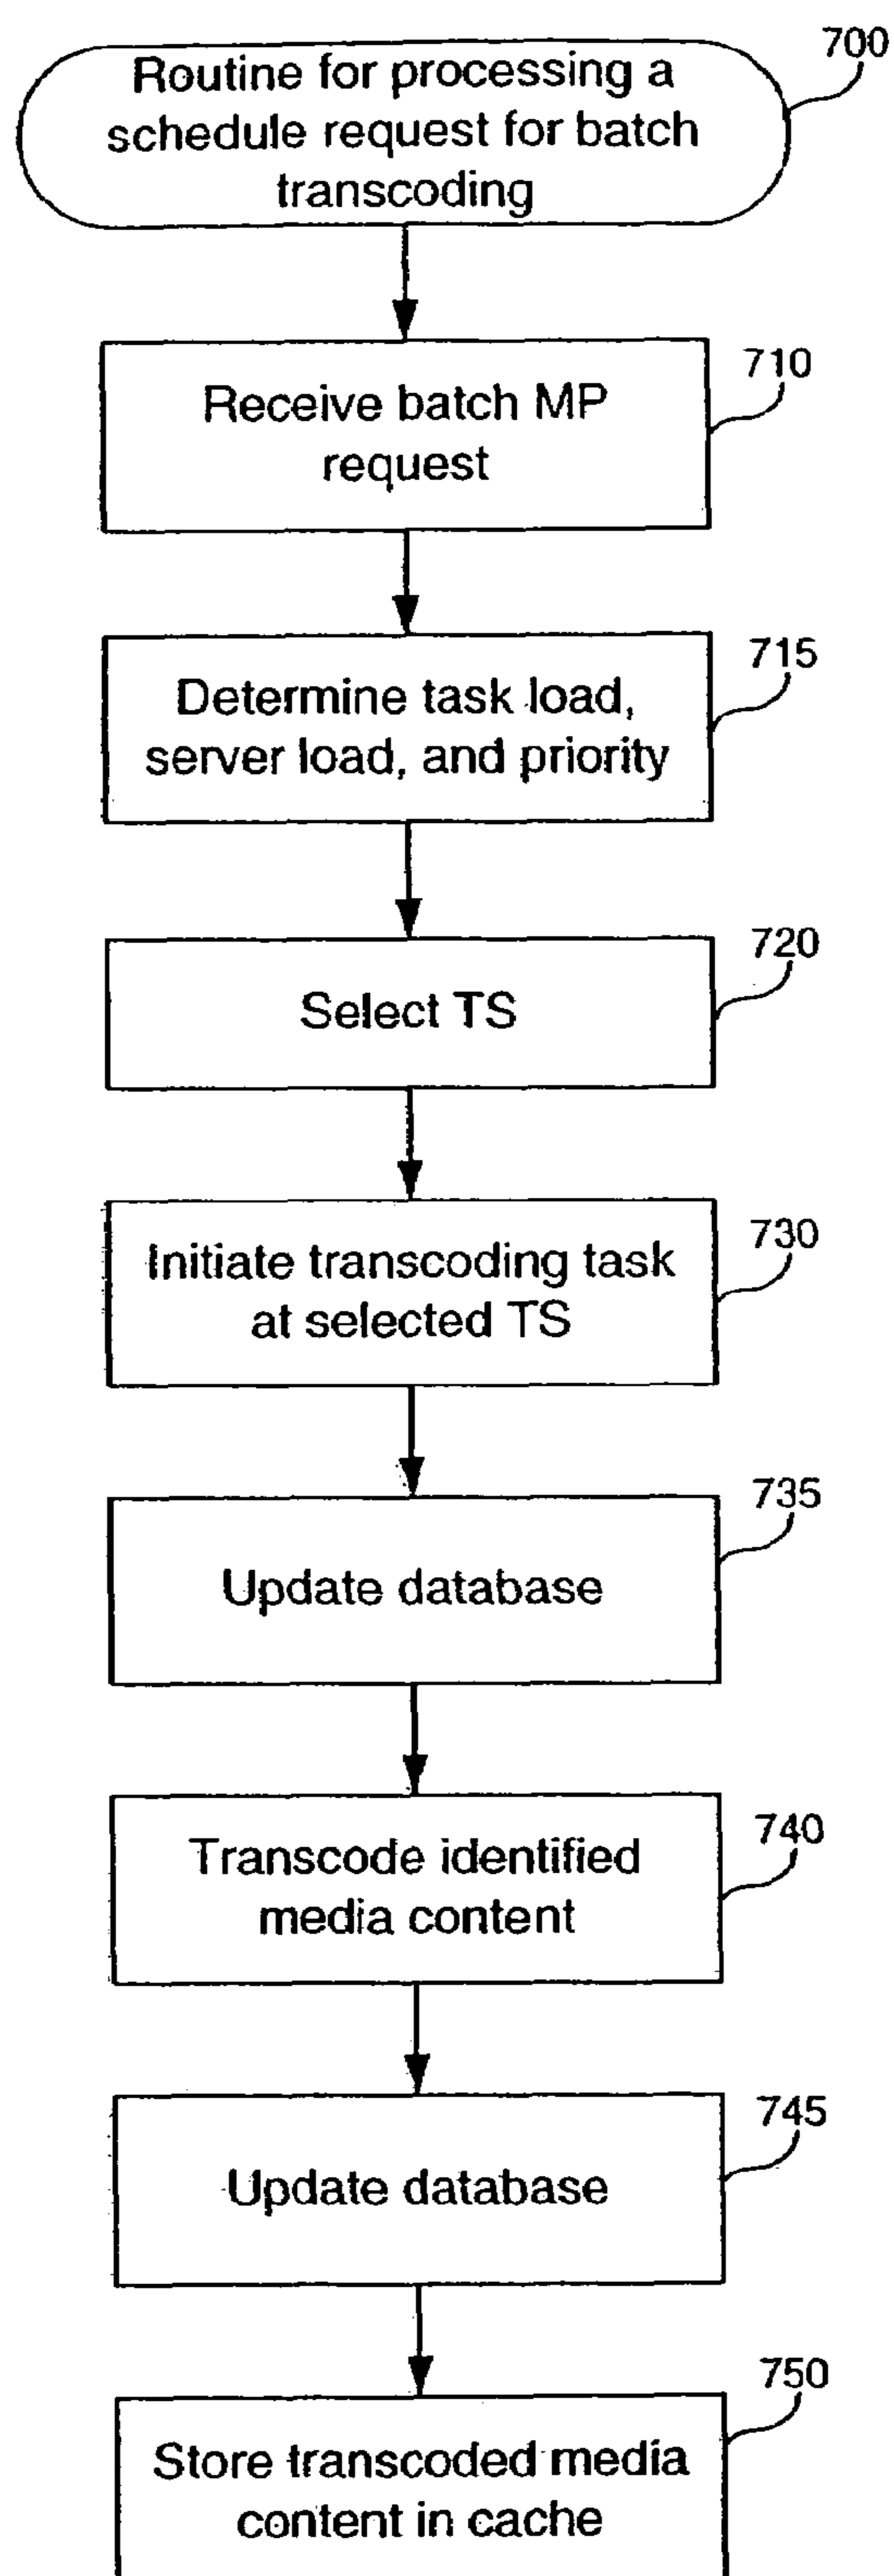 700
Routine for processing a
schedule request for batch
transcoding
710
Receive batch MP
request
715
Determine task load,
server load, and priority
720
Select TS
730
Initiate transcoding task
at selected TS
735
Update database
740
Transcode identified
media content
745
Update database
750
Store transcoded media
content in cache